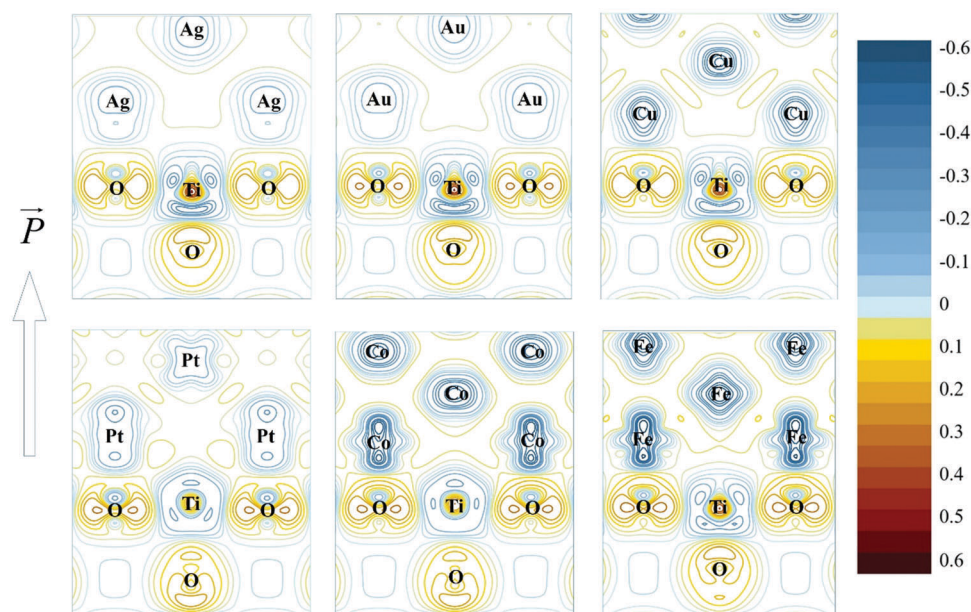 Ag
Au
Cu
Ag Ag
Au Au
Cu Cu
O Ti O
O Ti O
O Ti O
O
O
O
P
Pt
Co Co
Fe Fe
Co
Fe
Pt Pt
Co Co
Fe Fe
O Ti O
O Ti O
O Ti O
O
O
O
-0.6
-0.5
-0.4
-0.3
-0.2
-0.1
0
0.1
0.2
0.3
0.4
0.5
0.6